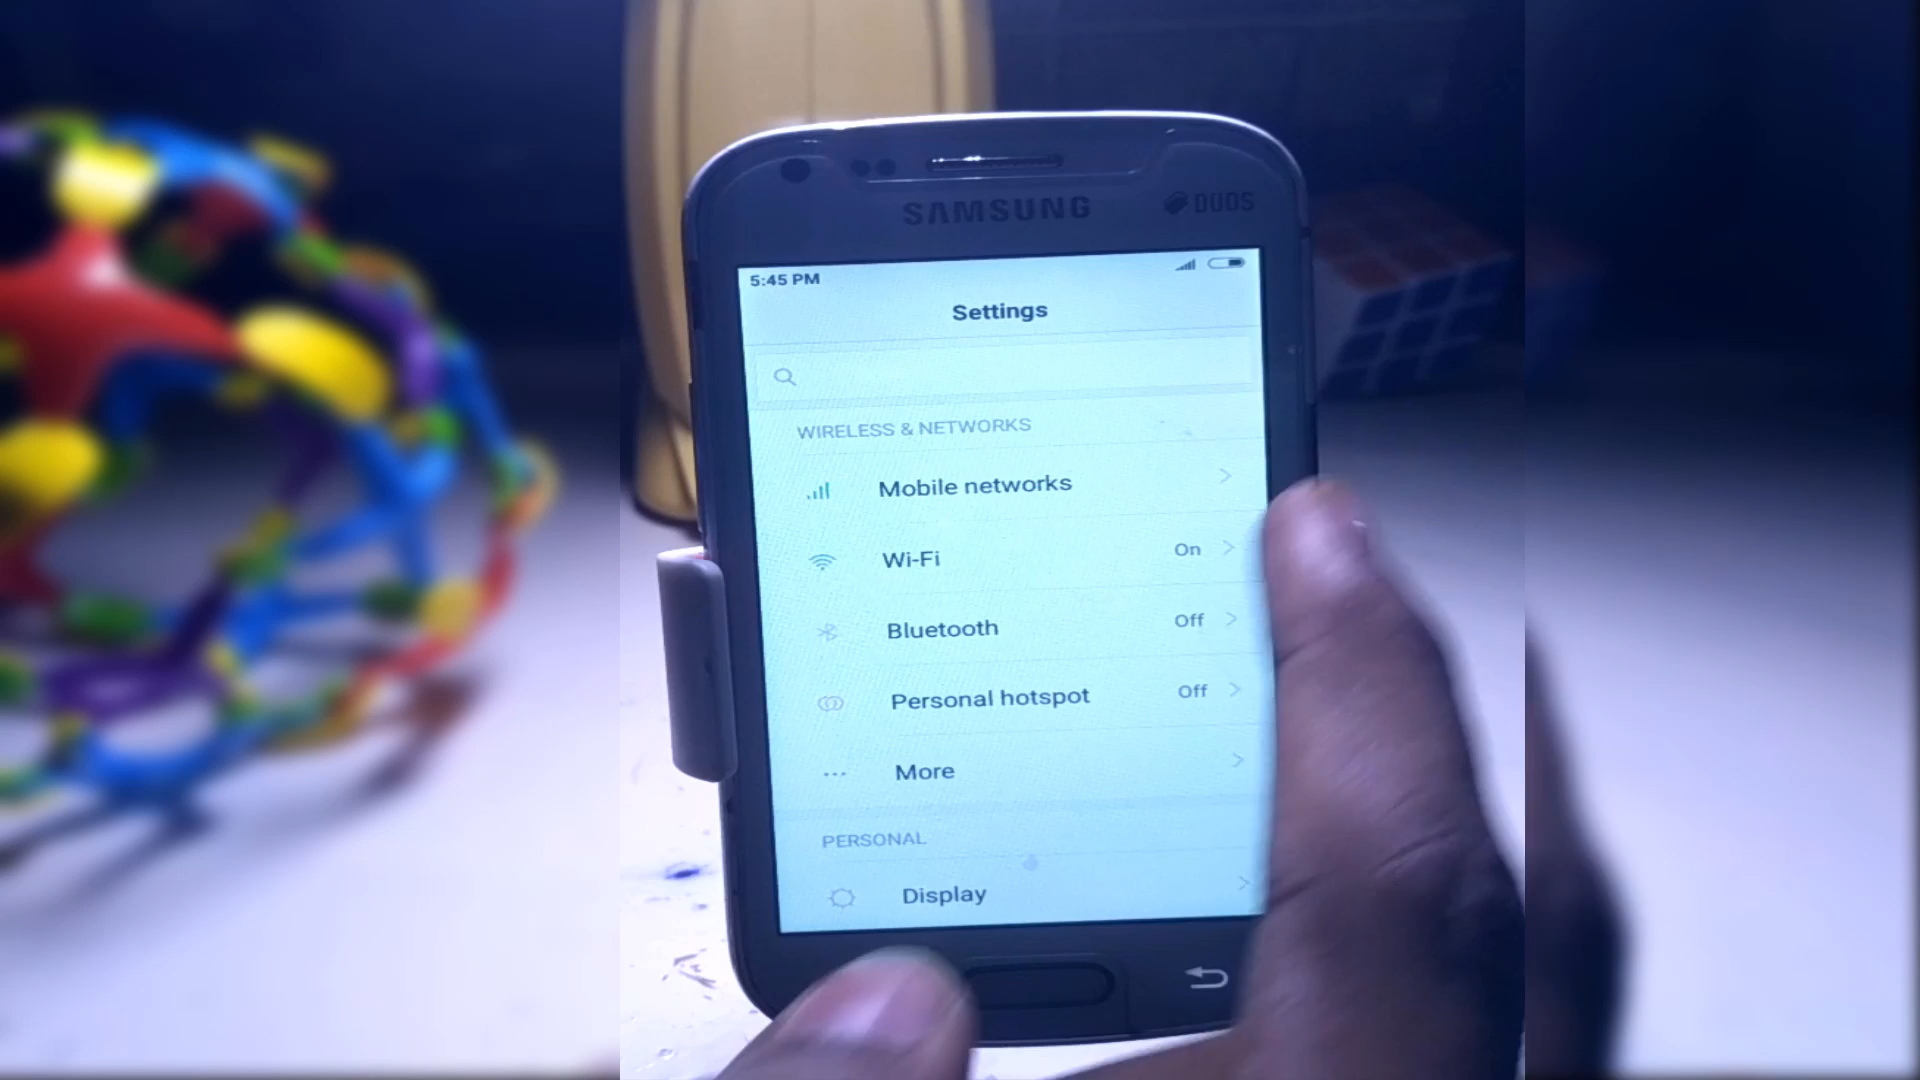 SAMSUNG
DUOS
5:45 PM
Settings
WIRELESS & NETWORKS
Mobile networks
Wi-Fi On
Bluetooth Off
Personal hotspot Off
More
PERSONAL
Display